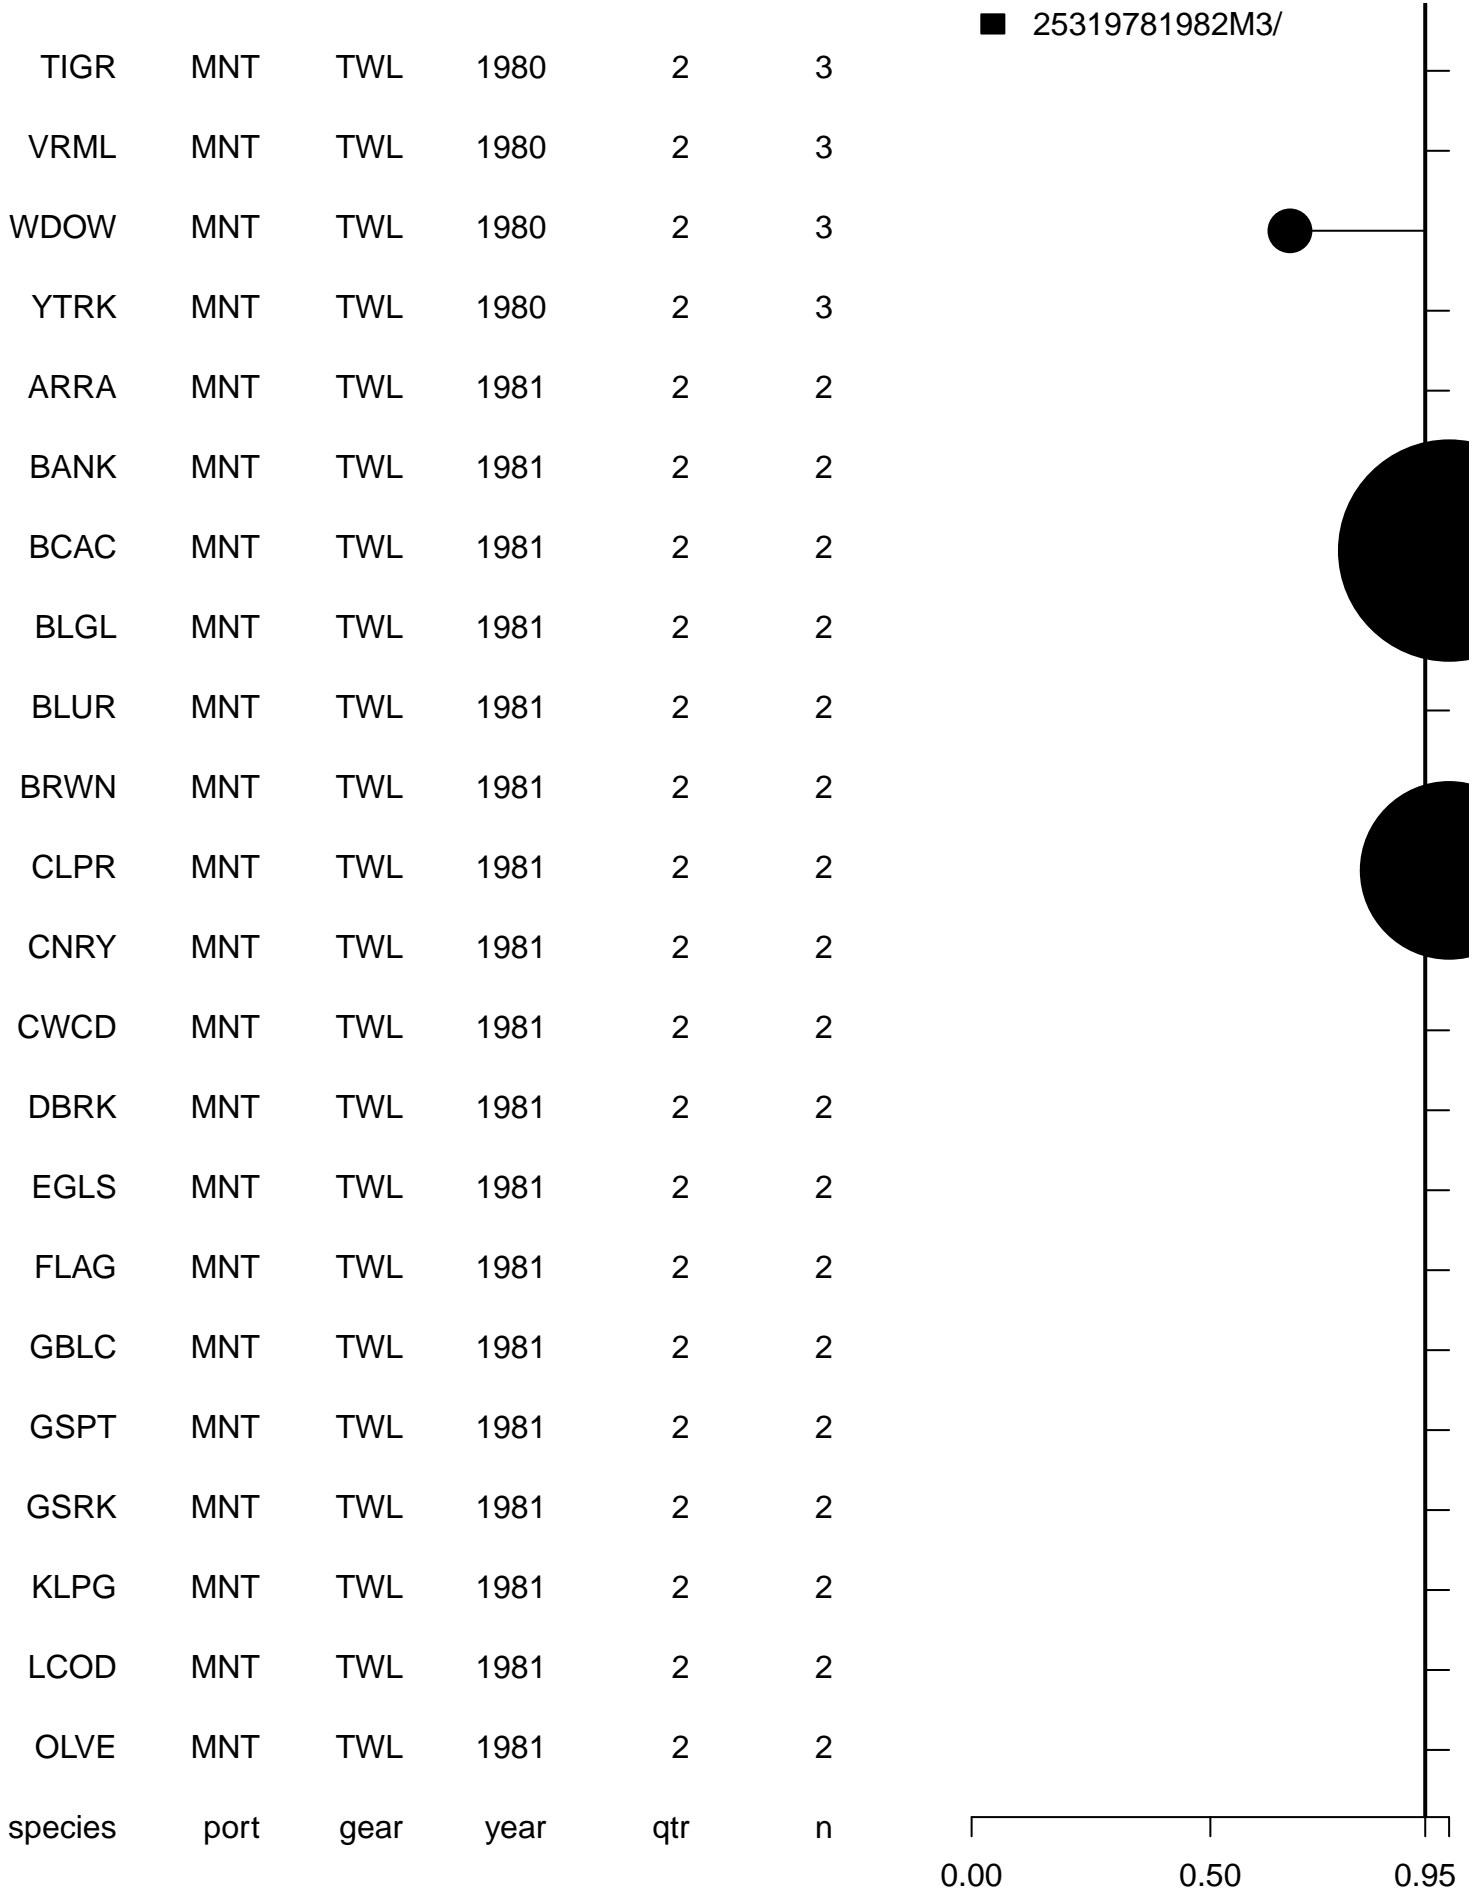 25319781982M3/
TIGR MNT TWL 1980 2 3
VRML MNT TWL 1980 2 3
WDOW MNT TWL 1980 2 3
YTRK MNT TWL 1980 2 3
ARRA MNT TWL 1981 2 2
BANK MNT TWL 1981 2 2
BCAC MNT TWL 1981 2 2
BLGL MNT TWL 1981 2 2
BLUR MNT TWL 1981 2 2
BRWN MNT TWL 1981 2 2
CLPR MNT TWL 1981 2 2
CNRY MNT TWL 1981 2 2
CWCD MNT TWL 1981 2 2
DBRK MNT TWL 1981 2 2
EGLS MNT TWL 1981 2 2
FLAG MNT TWL 1981 2 2
GBLC MNT TWL 1981 2 2
GSPT MNT TWL 1981 2 2
GSRK MNT TWL 1981 2 2
KLPG MNT TWL 1981 2 2
LCOD MNT TWL 1981 2 2
OLVE MNT TWL 1981 2 2
species port gear year qtr n
0.00 0.50 0.95